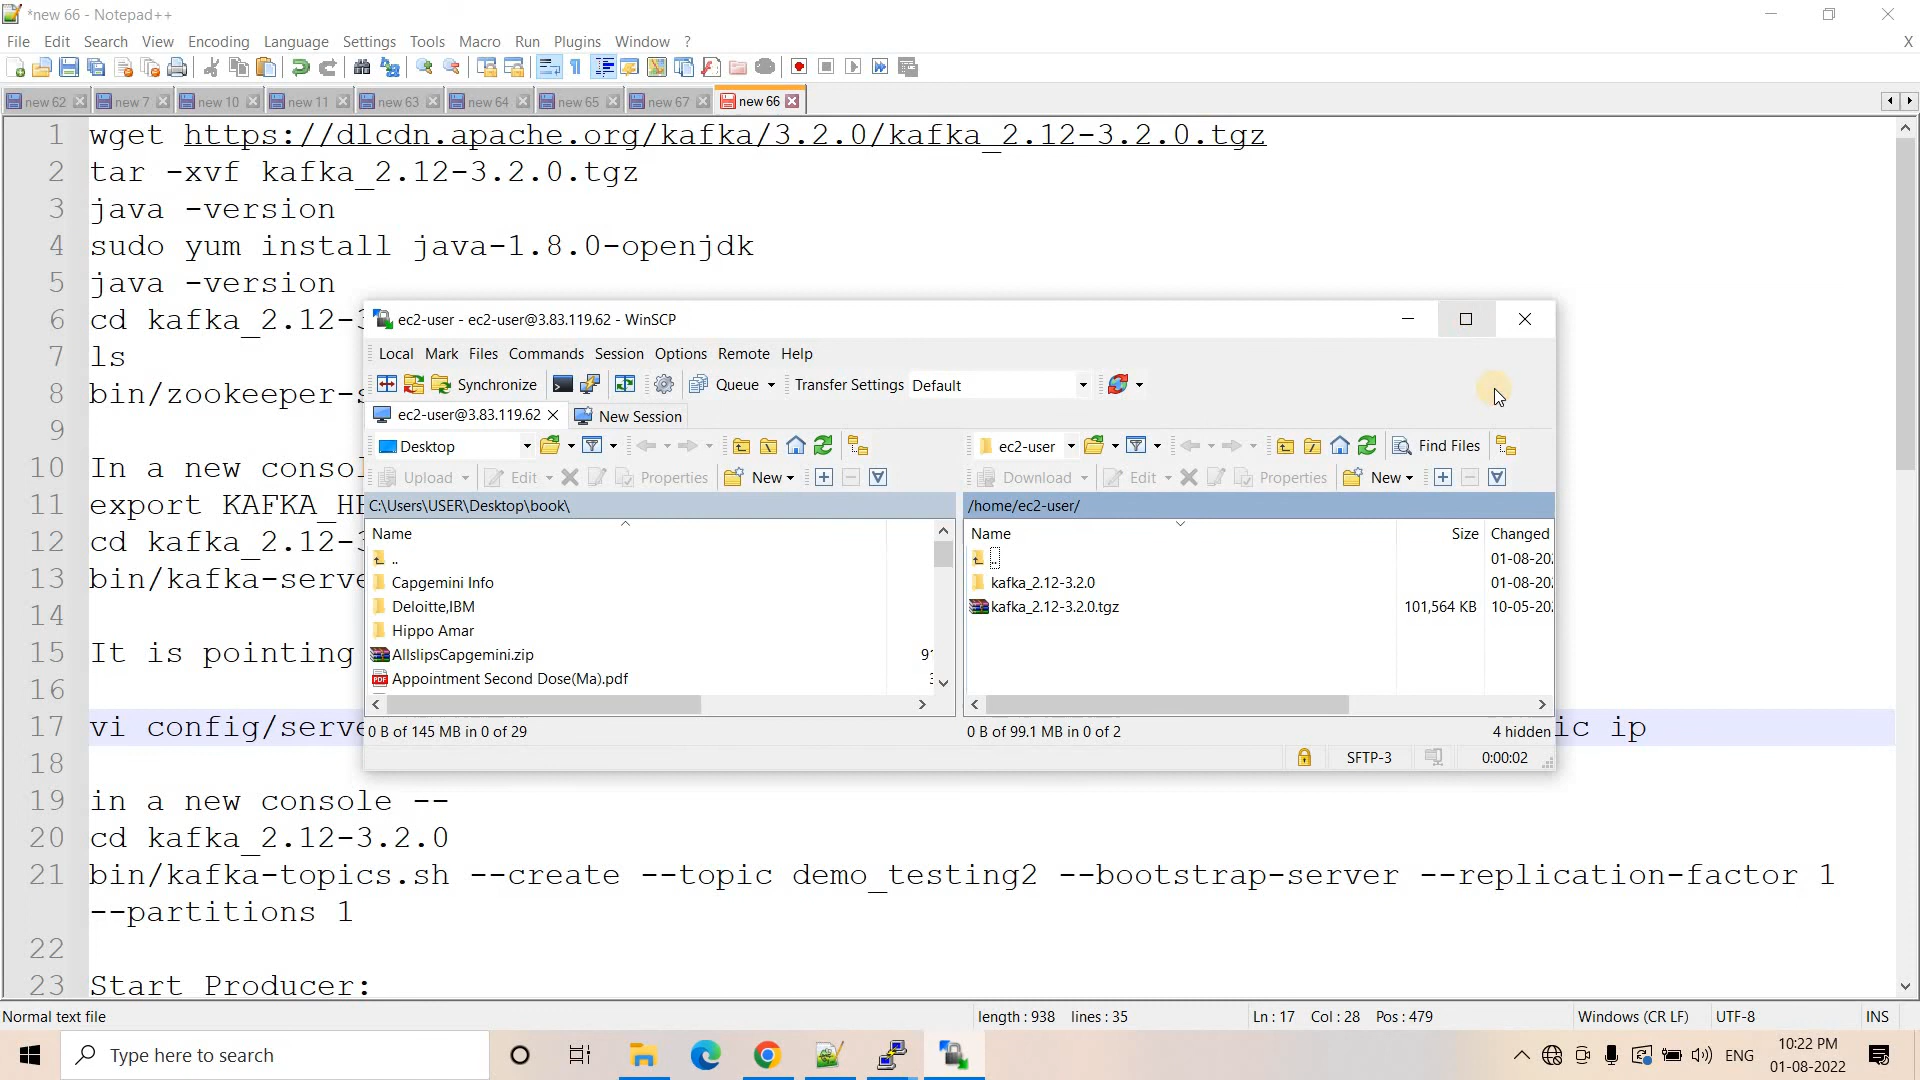 *new 66 - Notepad++
File Edit Search View Encoding Language Settings Tools Macro Run Plugins Window ? X
new 62 new 7 new 10 new 11 new 63 new 64 new 65 new 67 new 66
1 wget https://dlcdn.apache.org/kafka/3.2.0/kafka_2.12-3.2.0.tgz
2 tar -xvf kafka_2.12-3.2.0.tgz
3 java -version
4 sudo yum install java-1.8.0-openjdk
5 java -version
6 cd kafka_2.12-3
7 ls
8 bin/zookeeper-s
9
10 In a new consol
11 export KAFKA_HE
12 cd kafka_2.12-3
13 bin/kafka-serve
14
15 It is pointing
16
17 vi config/serve ic ip
18
19 in a new console --
20 cd kafka_2.12-3.2.0
21 bin/kafka-topics.sh --create --topic demo_testing2 --bootstrap-server --replication-factor 1
--partitions 1
22
23 Start Producer:
ec2-user - ec2-user@3.83.119.62 - WinSCP
Local Mark Files Commands Session Options Remote Help
Synchronize Queue Transfer Settings Default
ec2-user@3.83.119.62 New Session
Desktop
Upload Edit Properties New
C:\Users\USER\Desktop\book\
Name
..
Capgemini Info
Deloitte,IBM
Hippo Amar
AllslipsCapgemini.zip 91
Appointment Second Dose(Ma).pdf
0 B of 145 MB in 0 of 29
ec2-user Find Files
Download Edit Properties New
/home/ec2-user/
Name Size Changed
.. 01-08-20
kafka_2.12-3.2.0 01-08-20
kafka_2.12-3.2.0.tgz 101,564 KB 10-05-20
0 B of 99.1 MB in 0 of 2 4 hidden
SFTP-3 0:00:02
Normal text file length : 938 lines : 35 Ln : 17 Col : 28 Pos : 479 Windows (CR LF) UTF-8 INS
Type here to search
ENG
10:22 PM
01-08-2022